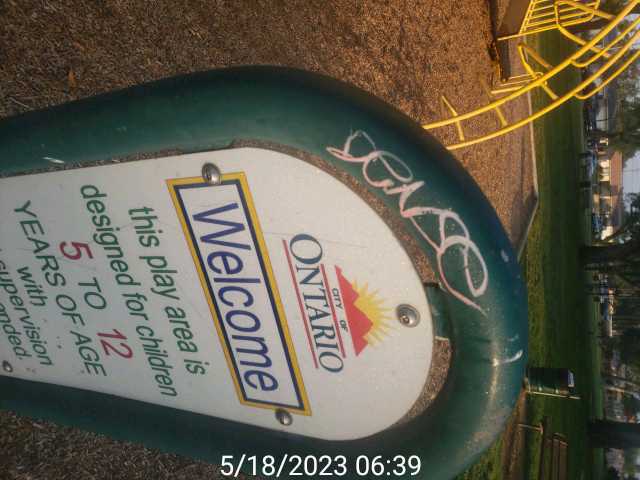 CITY OF
ONTARIO
Welcome
this play area is
designed for children
5 TO 12
YEARS OF AGE
with
supervision
5/18/2023 06:39